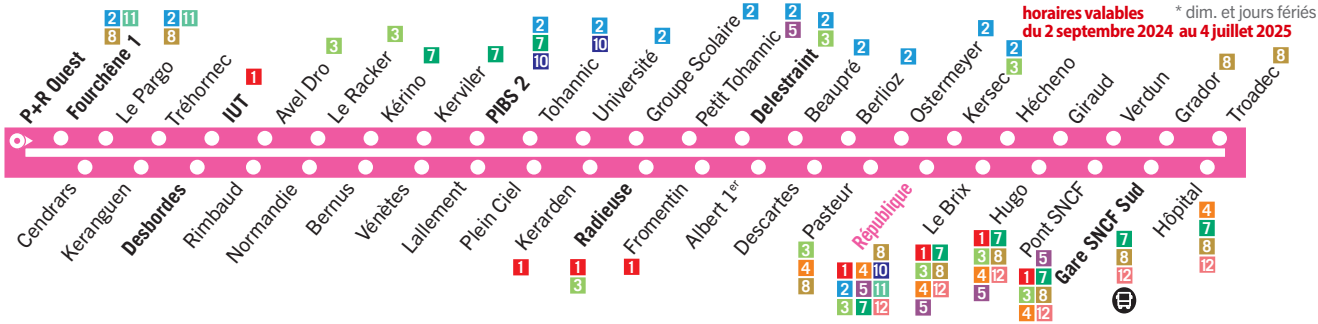 horaires valables * dim. et jours fériés
du 2 septembre 2024 au 4 juillet 2025
P+R Ouest
Fourchêne 1
2 11
8
Le Pargo
2 11
8
Tréhornec
IUT
1
Avel Dro
3
Le Racker
3
Kérino
7
Kerviler
7
PIBS 2
2
7
10
Tohannic
2
10
Université
2
Groupe Scolaire
2
Petit Tohannic
2
5
Delestraint
2
3
Beaupré
2
Berlioz
2
Ostermeyer
2
Kersec
2
3
Hécheno
Giraud
Verdun
Grador
8
Troadec
8
Cendrars
Keranguen
Desbordes
Rimbaud
Normandie
Bernus
Vénètes
Lallement
Plein Ciel
Kerarden
1
Radieuse
1
3
Fromentin
1
Albert 1er
Descartes
Pasteur
3
4
8
République
8
1 4 10
2 5 11
3 7 12
Le Brix
1 7
3 8
4 12
5
Hugo
1 7
3 8
4 12
5
Pont SNCF
5
1 7
3 8
4 12
Gare SNCF Sud
7
8
12
Hôpital
4
7
8
12